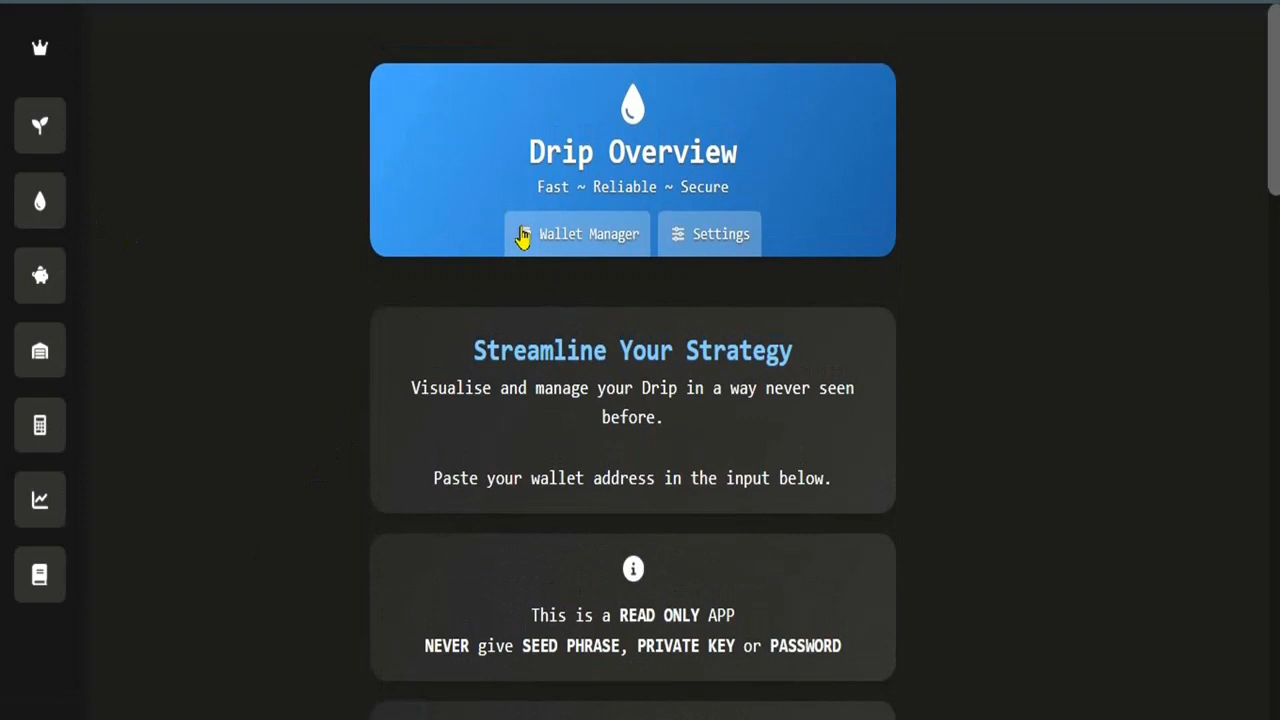 Drip Overview
Fast ~ Reliable ~ Secure
Wallet Manager
Settings
Streamline Your Strategy
Visualise and manage your Drip in a way never seen
before.
Paste your wallet address in the input below.
This is a READ ONLY APP
NEVER give SEED PHRASE, PRIVATE KEY or PASSWORD